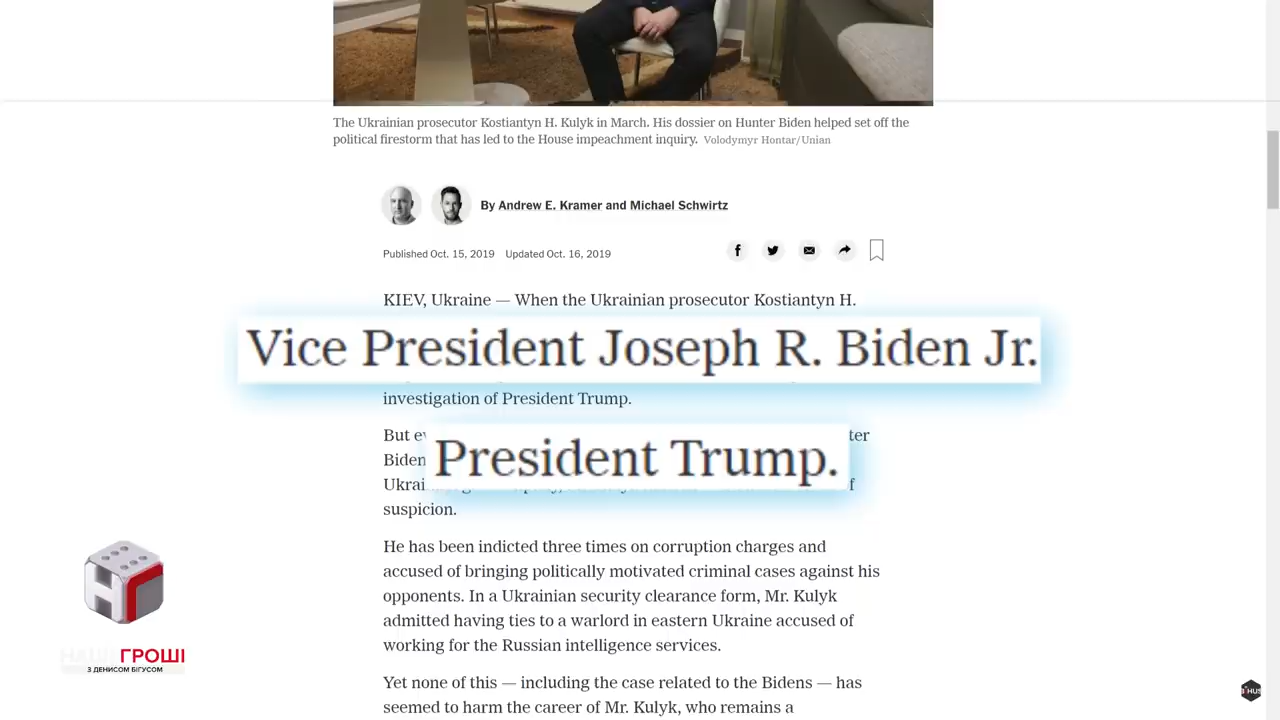 The Ukrainian prosecutor Kostiantyn H. Kulyk in March. His dossier on Hunter Biden helped set off the
political firestorm that has led to the House impeachment inquiry. Volodymyr Hontar/Unian
By Andrew E. Kramer and Michael Schwirtz
Published Oct. 15, 2019 Updated Oct. 16, 2019
KIEV, Ukraine — When the Ukrainian prosecutor Kostiantyn H.
Vice President Joseph R. Biden Jr.
investigation of President Trump.
But
Biden
President Trump.
suspicion.
He has been indicted three times on corruption charges and
accused of bringing politically motivated criminal cases against his
opponents. In a Ukrainian security clearance form, Mr. Kulyk
admitted having ties to a warlord in eastern Ukraine accused of
working for the Russian intelligence services.
Yet none of this — including the case related to the Bidens — has
seemed to harm the career of Mr. Kulyk, who remains a
НАШІ ГРОШІ
З ДЕНИСОМ БІГУСОМ
BIHUS